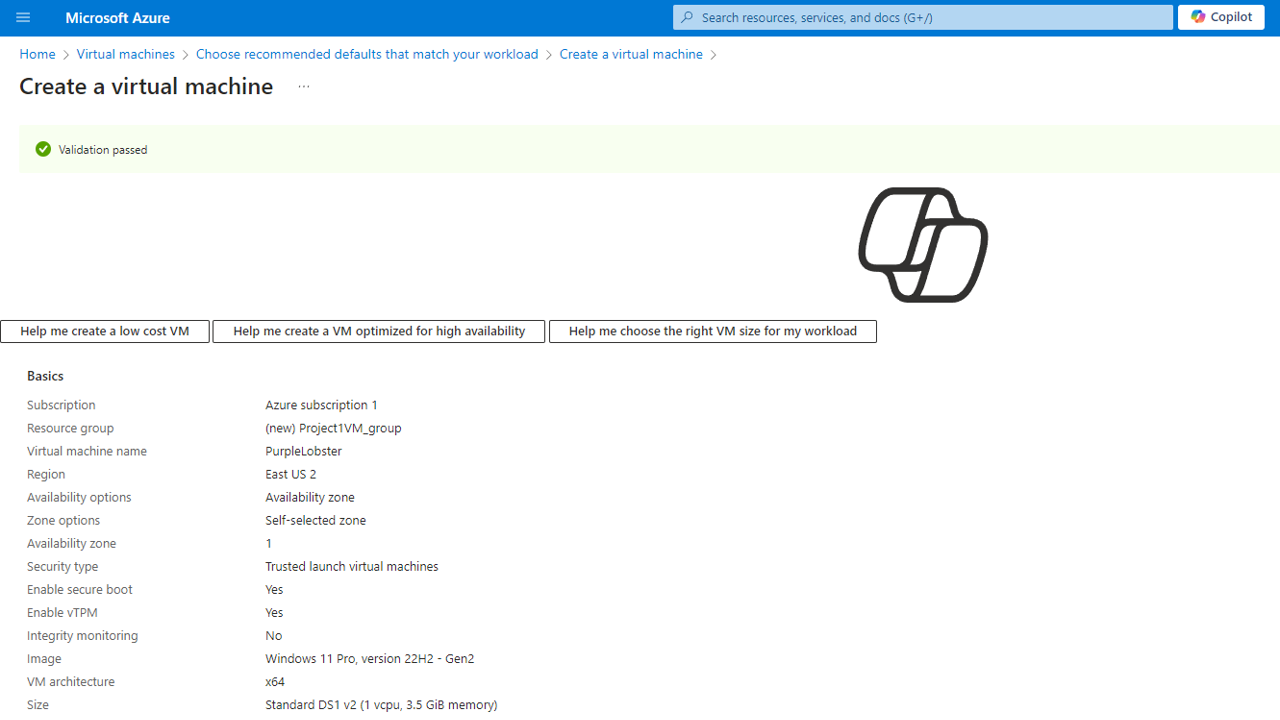 Microsoft Azure
Search resources, services, and docs (G+/)
Copilot
Home > Virtual machines > Choose recommended defaults that match your workload > Create a virtual machine >
Create a virtual machine ...
Validation passed
Help me create a low cost VM
Help me create a VM optimized for high availability
Help me choose the right VM size for my workload
Basics
Subscription Azure subscription 1
Resource group (new) Project1VM_group
Virtual machine name PurpleLobster
Region East US 2
Availability options Availability zone
Zone options Self-selected zone
Availability zone 1
Security type Trusted launch virtual machines
Enable secure boot Yes
Enable vTPM Yes
Integrity monitoring No
Image Windows 11 Pro, version 22H2 - Gen2
VM architecture x64
Size Standard DS1 v2 (1 vcpu, 3.5 GiB memory)